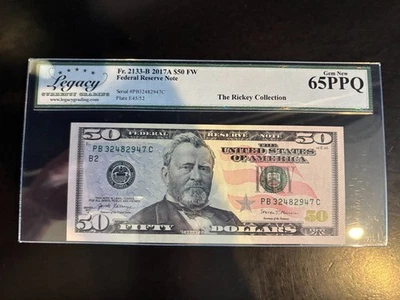 Legacy
CURRENCY GRADING
www.legacygrading.com
Fr. 2133-B 2017A $50 FW
Federal Reserve Note
Serial #PB32482947C
Plate E45/52
The Rickey Collection
Gem New
65PPQ
50
FEDERAL RESERVE NOTE
THE UNITED STATES OF AMERICA
PB 32482947 C
B2
PB 32482947 C
50
FIFTY DOLLARS
50